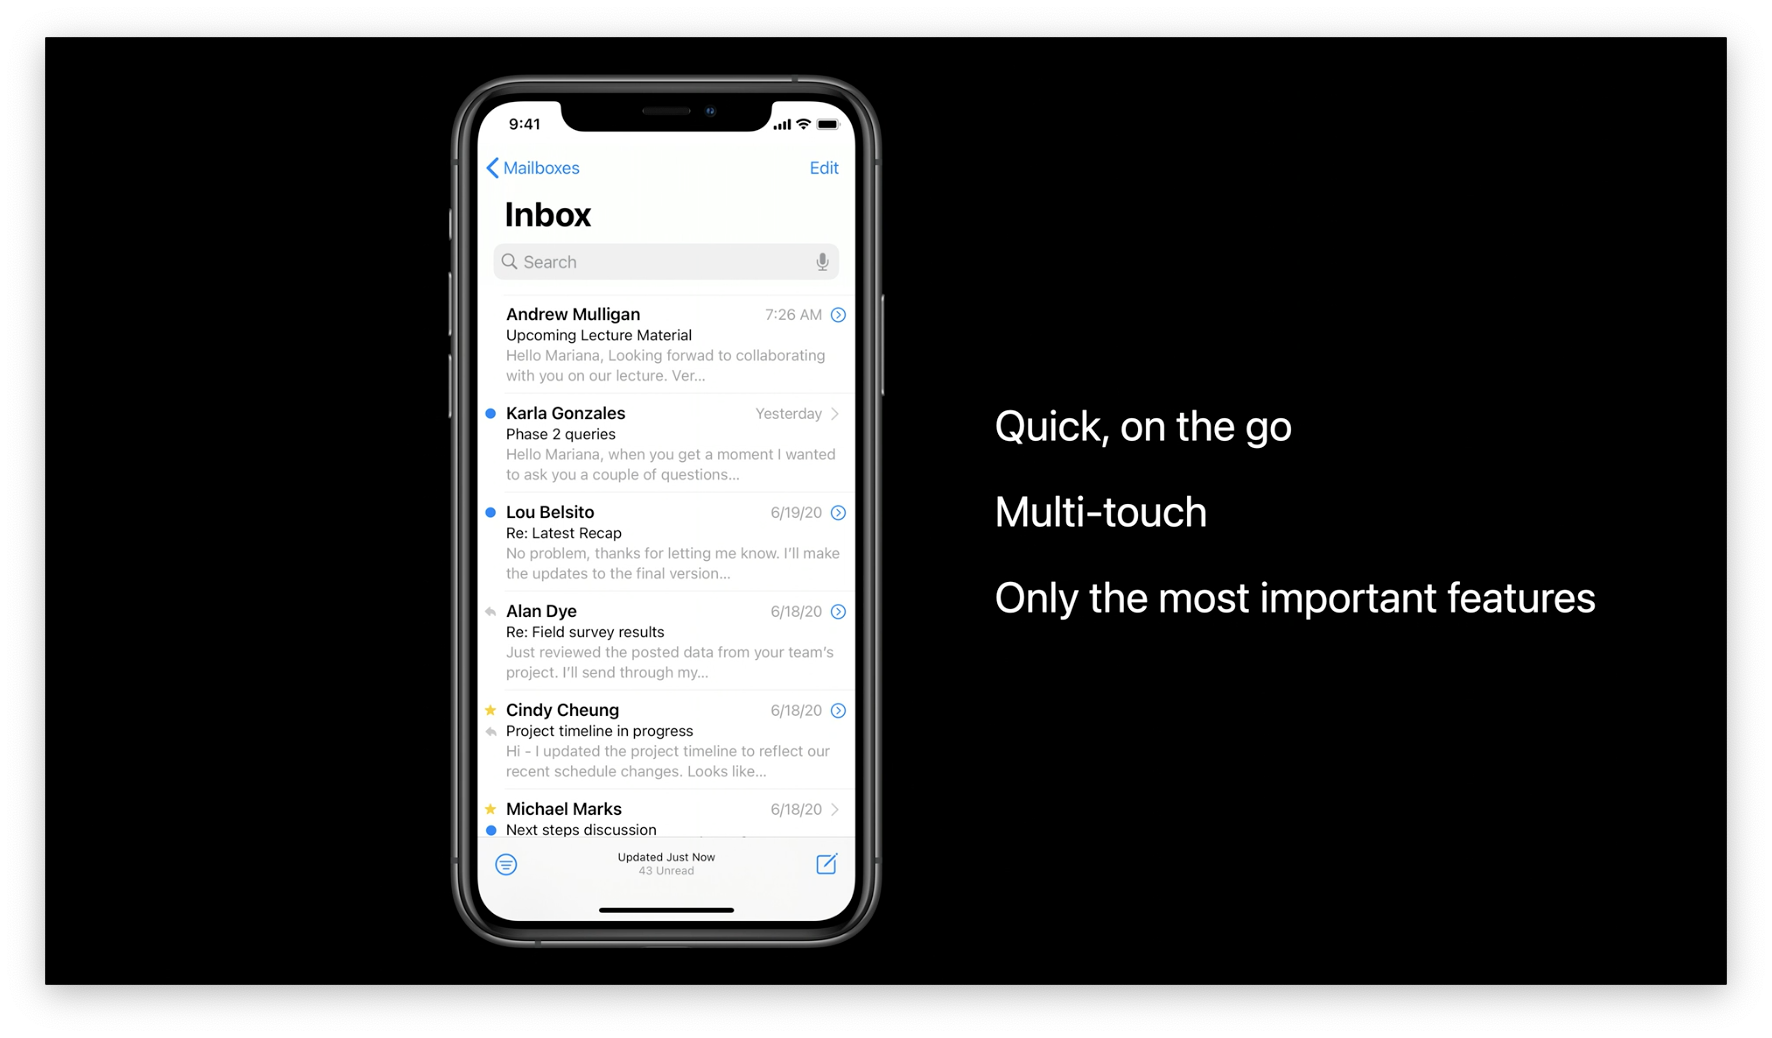 9:41
Mailboxes Edit
Inbox
Search
Andrew Mulligan 7:26 AM
Upcoming Lecture Material
Hello Mariana, Looking forwad to collaborating
with you on our lecture. Ver...
Karla Gonzales Yesterday
Phase 2 queries
Hello Mariana, when you get a moment I wanted
to ask you a couple of questions...
Lou Belsito 6/19/20
Re: Latest Recap
No problem, thanks for letting me know. I'll make
the updates to the final version...
Alan Dye 6/18/20
Re: Field survey results
Just reviewed the posted data from your team's
project. I'll send through my...
Cindy Cheung 6/18/20
Project timeline in progress
Hi - I updated the project timeline to reflect our
recent schedule changes. Looks like...
Michael Marks 6/18/20
Next steps discussion
Updated Just Now
43 Unread
Quick, on the go
Multi-touch
Only the most important features